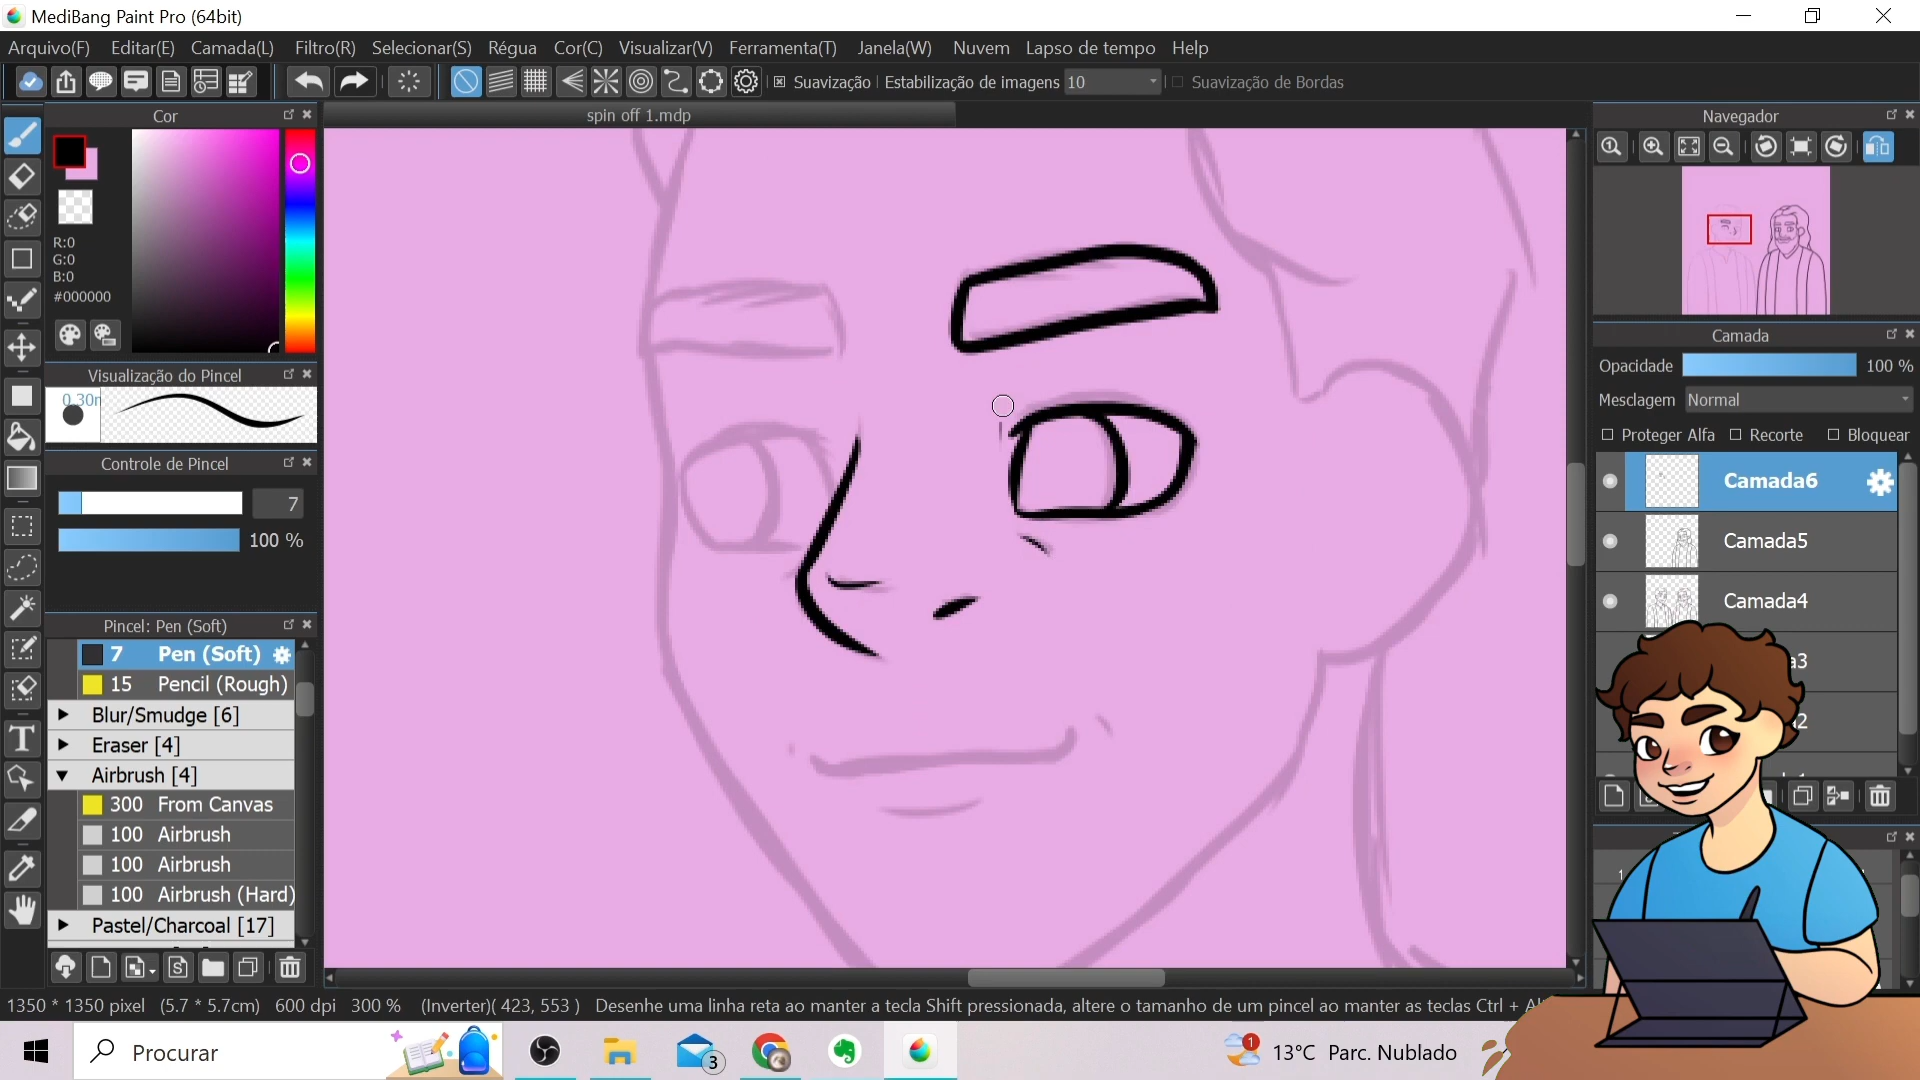 MediBang Paint Pro (64bit)
Arquivo(F) Editar(E) Camada(L) Filtro(R) Selecionar(S) Régua Cor(C) Visualizar(V) Ferramenta(T) Janela(W) Nuvem Lapso de tempo Help
Suavização Estabilização de imagens 10 Suavização de Bordas
Cor
spin off 1.mdp
Navegador
R:0
G:0
B:0
#000000
Camada
Opacidade 100 %
Visualização do Pincel
Mesclagem Normal
Proteger Alfa Recorte Bloquear
Controle de Pincel
Camada6
7
100 %
Camada5
Camada4
Pincel: Pen (Soft)
7 Pen (Soft)
a3
15 Pencil (Rough)
Blur/Smudge [6]
Eraser [4]
Airbrush [4]
300 From Canvas
100 Airbrush
100 Airbrush
100 Airbrush (Hard)
Pastel/Charcoal [17]
1350 * 1350 pixel (5.7 * 5.7cm) 600 dpi 300 % (Inverter)( 423, 553 ) Desenhe uma linha reta ao manter a tecla Shift pressionada, altere o tamanho de um pincel ao manter as teclas Ctrl +
Procurar
3
1
13°C Parc. Nublado